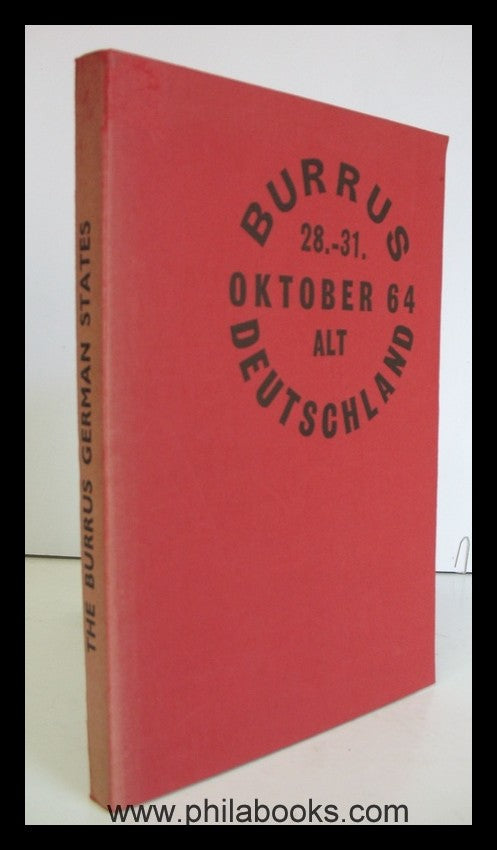 BURRUS
28.-31.
OKTOBER 64
ALT
DEUTSCHLAND
THE BURRUS GERMAN STATES
www.philabooks.com